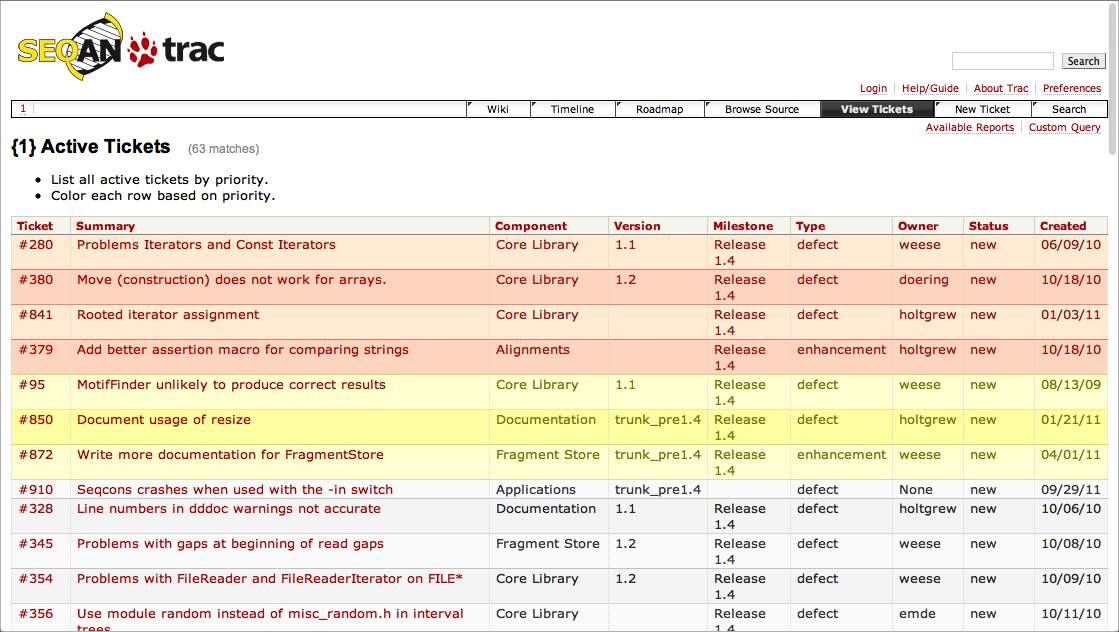 SEQAN trac
Search
Login Help/Guide About Trac Preferences
1 Wiki Timeline Roadmap Browse Source View Tickets New Ticket Search
Available Reports Custom Query
{1} Active Tickets (63 matches)
• List all active tickets by priority.
• Color each row based on priority.
Ticket Summary Component Version Milestone Type Owner Status Created
#280 Problems Iterators and Const Iterators Core Library 1.1 Release defect weese new 06/09/10
1.4
#380 Move (construction) does not work for arrays. Core Library 1.2 Release defect doering new 10/18/10
1.4
#841 Rooted iterator assignment Core Library Release defect holtgrew new 01/03/11
1.4
#379 Add better assertion macro for comparing strings Alignments Release enhancement holtgrew new 10/18/10
1.4
#95 MotifFinder unlikely to produce correct results Core Library 1.1 Release defect weese new 08/13/09
1.4
#850 Document usage of resize Documentation trunk_pre1.4 Release defect holtgrew new 01/21/11
1.4
#872 Write more documentation for FragmentStore Fragment Store trunk_pre1.4 Release enhancement weese new 04/01/11
1.4
#910 Seqcons crashes when used with the -in switch Applications trunk_pre1.4 defect None new 09/29/11
#328 Line numbers in dddoc warnings not accurate Documentation 1.1 Release defect holtgrew new 10/06/10
1.4
#345 Problems with gaps at beginning of read gaps Fragment Store 1.2 Release defect weese new 10/08/10
1.4
#354 Problems with FileReader and FileReaderIterator on FILE* Core Library 1.2 Release defect weese new 10/09/10
1.4
#356 Use module random instead of misc_random.h in interval Core Library Release defect emde new 10/11/10
trees 1.4